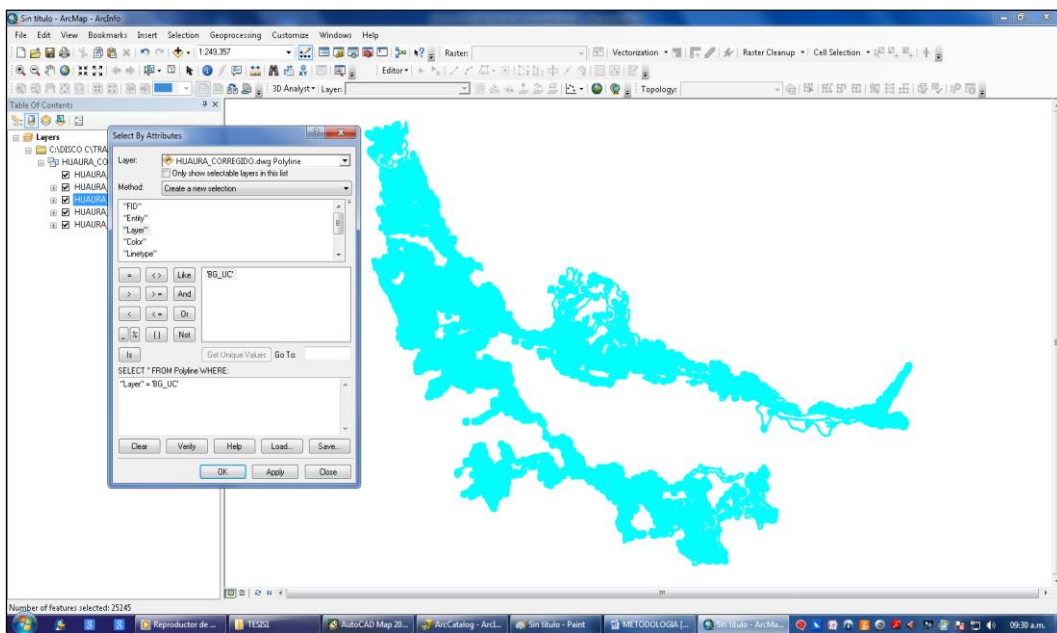 Sin título - ArcMap - ArcInfo
File Edit View Bookmarks Insert Selection Geoprocessing Customize Windows Help
1:249,357 Raster: Vectorization Raster Cleanup Cell Selection
Editor
3D Analyst Layer: Topology:
Table Of Contents
Layers
C:\DISCO C\TRA
HUAURA_CO
HUAURA_
HUAURA_
HUAURA_
HUAURA_
HUAURA_
Select By Attributes
Layer: HUAURA_CORREGIDO.dwg Polyline
Only show selectable layers in this list
Method: Create a new selection
"FID"
"Entity"
"Layer"
"Color"
"Linetype"
= < > Like 'BG_UC'
> > = And
< < = Or
_ % ( ) Not
Is Get Unique Values Go To:
SELECT * FROM Polyline WHERE:
"Layer" = 'BG_UC'
Clear Verify Help Load... Save...
OK Apply Close
Number of features selected: 25245
Reproductor de ... TESIS1 AutoCAD Map 20... ArcCatalog - ArcI... Sin título - Paint METODOLOGIA [... Sin título - ArcMa... 09:30 a.m.